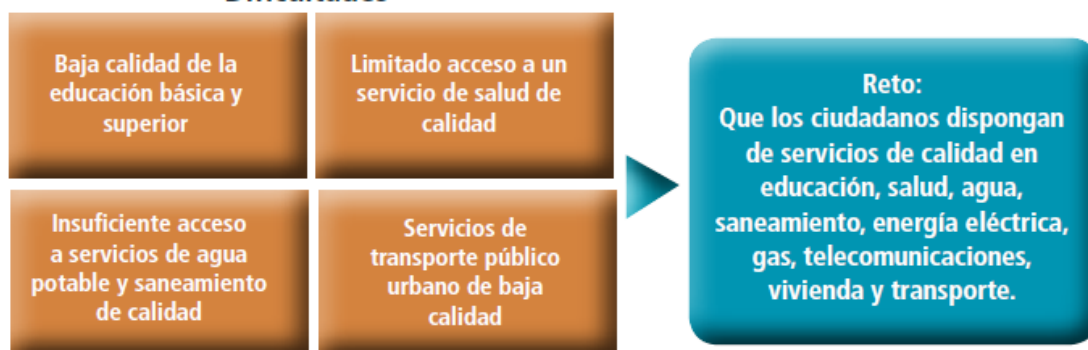 Baja calidad de la
educación básica y
superior
Limitado acceso a un
servicio de salud de
calidad
Insuficiente acceso
a servicios de agua
potable y saneamiento
de calidad
Servicios de
transporte público
urbano de baja
calidad
Reto:
Que los ciudadanos dispongan
de servicios de calidad en
educación, salud, agua,
saneamiento, energía eléctrica,
gas, telecomunicaciones,
vivienda y transporte.